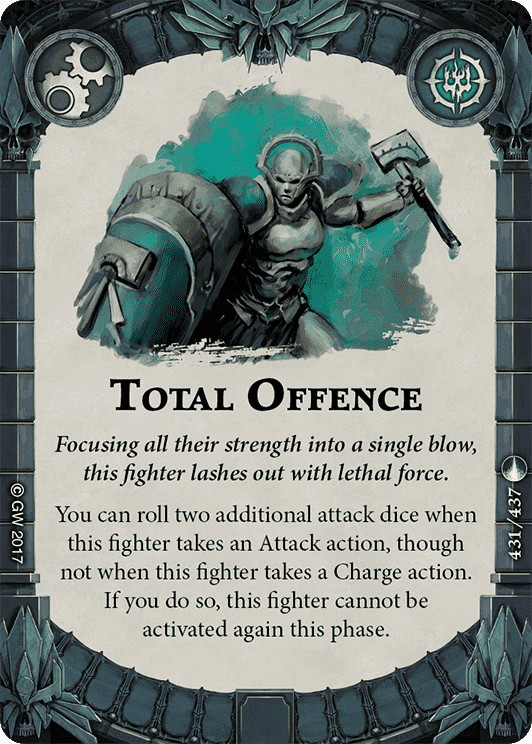 TOTAL OFFENCE
Focusing all their strength into a single blow,
this fighter lashes out with lethal force.
You can roll two additional attack dice when
this fighter takes an Attack action, though
not when this fighter takes a Charge action.
If you do so, this fighter cannot be
activated again this phase.
© GW 2017
431/437